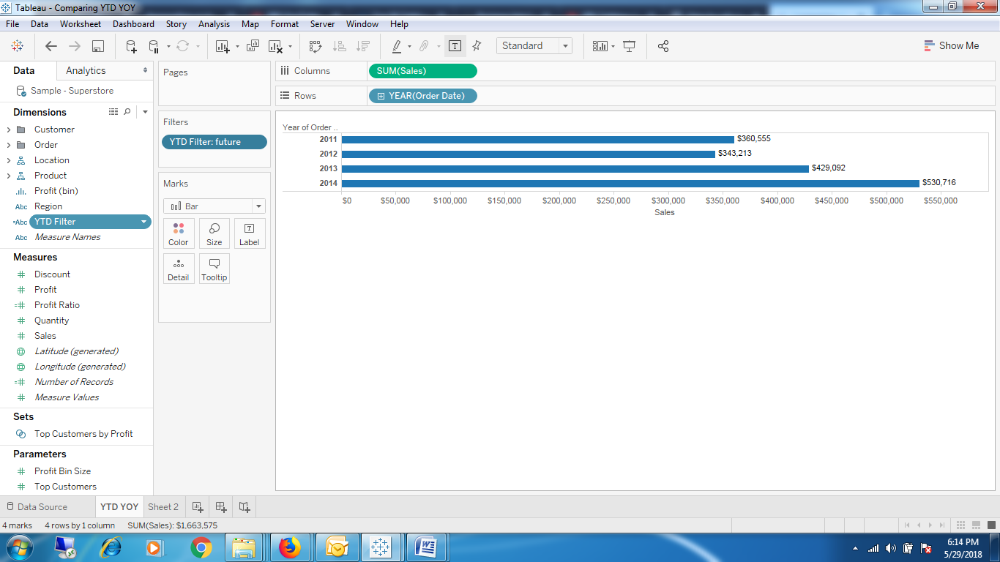 Tableau - Comparing YTD YOY
File Data Worksheet Dashboard Story Analysis Map Format Server Window Help
Standard
Show Me
Data Analytics
Sample - Superstore
Dimensions
Customer
Order
Location
Product
Profit (bin)
Abc Region
=Abc YTD Filter
Abc Measure Names
Measures
Discount
Profit
Profit Ratio
Quantity
Sales
Latitude (generated)
Longitude (generated)
Number of Records
Measure Values
Sets
Top Customers by Profit
Parameters
Profit Bin Size
Top Customers
Pages
Filters
YTD Filter: future
Marks
Bar
Color Size Label
Detail Tooltip
Columns SUM(Sales)
Rows YEAR(Order Date)
Year of Order ..
2011 $360,555
2012 $343,213
2013 $429,092
2014 $530,716
$0 $50,000 $100,000 $150,000 $200,000 $250,000 $300,000 $350,000 $400,000 $450,000 $500,000 $550,000
Sales
Data Source YTD YOY Sheet 2
4 marks 4 rows by 1 column SUM(Sales): $1,663,575
6:14 PM
5/29/2018